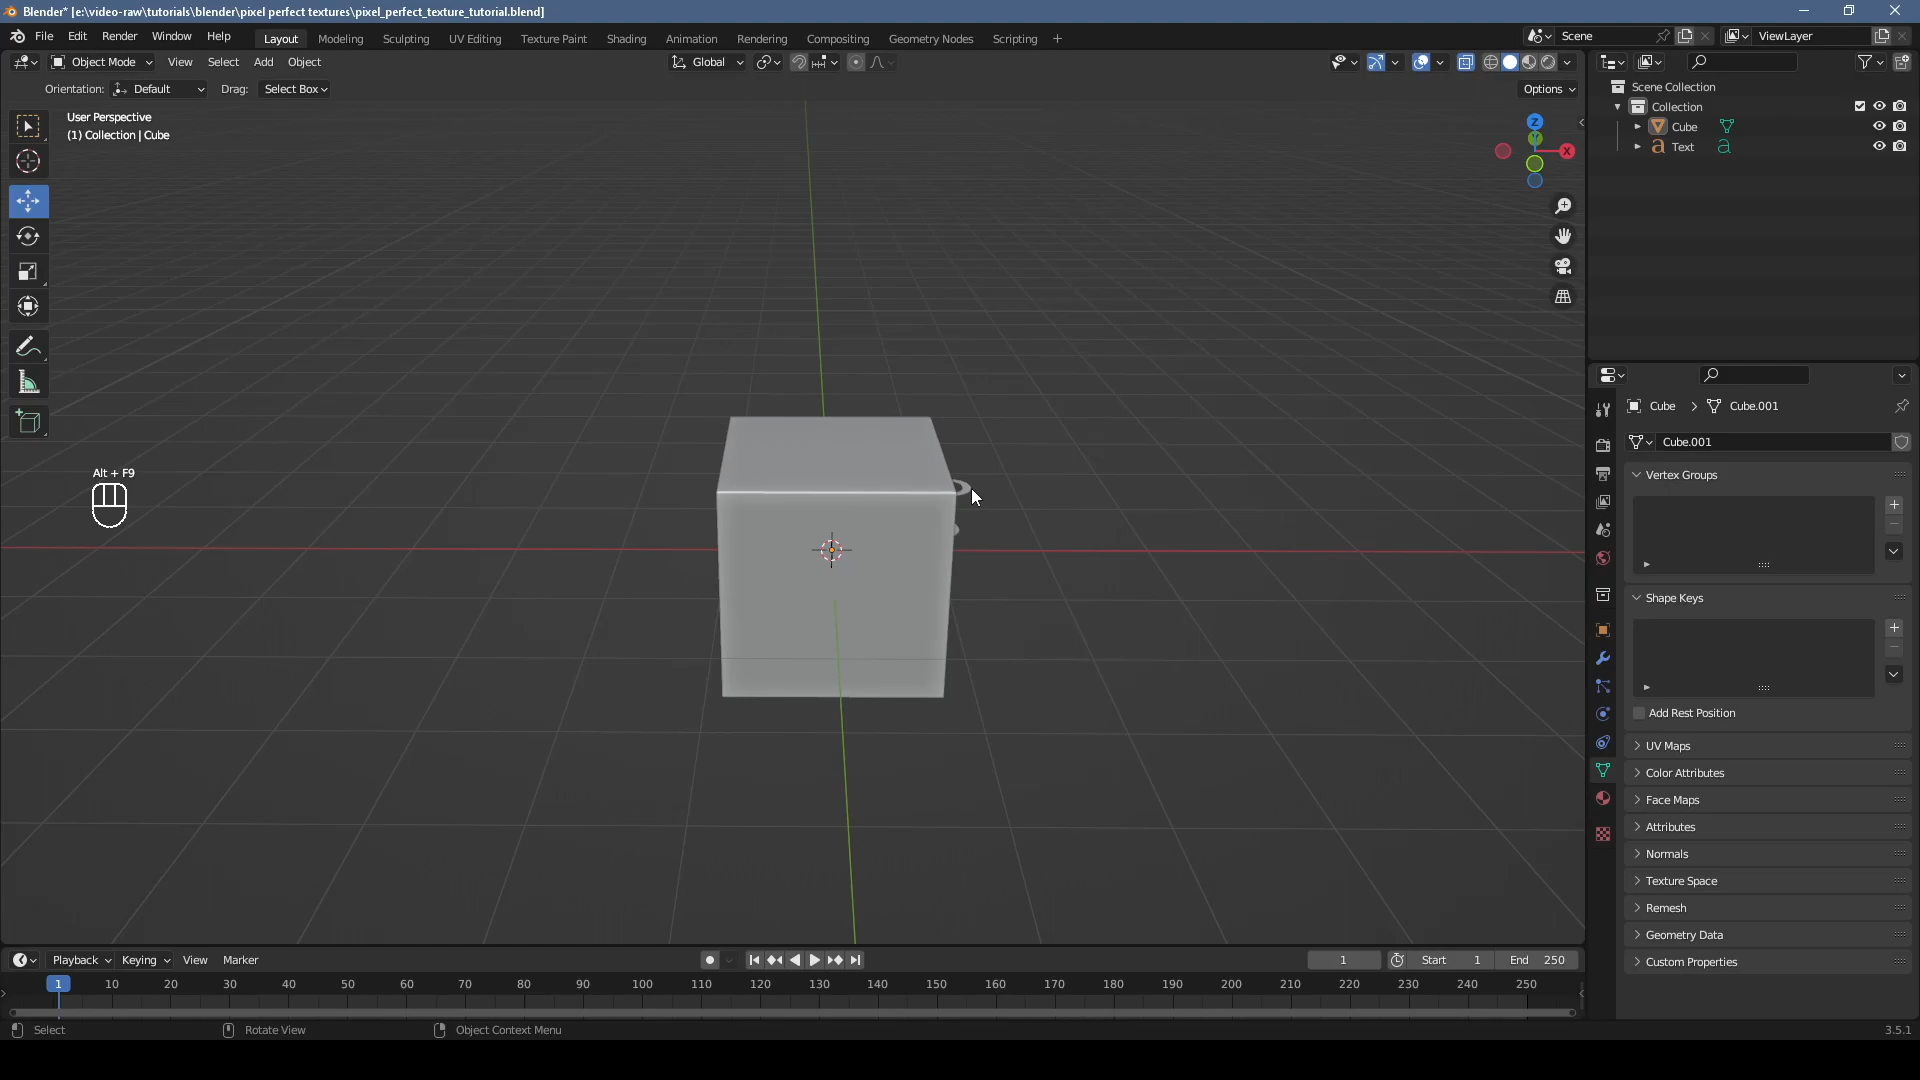 Blender* [e:\video-raw\tutorials\blender\pixel perfect textures\pixel_perfect_texture_tutorial.blend]
File Edit Render Window Help Layout Modeling Sculpting UV Editing Texture Paint Shading Animation Rendering Compositing Geometry Nodes Scripting + Scene ViewLayer
Object Mode View Select Add Object Global
Orientation: Default Drag: Select Box Options
User Perspective
(1) Collection | Cube
Z
Y
X
Scene Collection
Collection
Cube
Text
Cube Cube.001
Cube.001
Vertex Groups
Shape Keys
Add Rest Position
UV Maps
Color Attributes
Face Maps
Attributes
Normals
Texture Space
Remesh
Geometry Data
Custom Properties
Alt + F9
Playback Keying View Marker 1 Start 1 End 250
1 10 20 30 40 50 60 70 80 90 100 110 120 130 140 150 160 170 180 190 200 210 220 230 240 250
Select Rotate View Object Context Menu 3.5.1